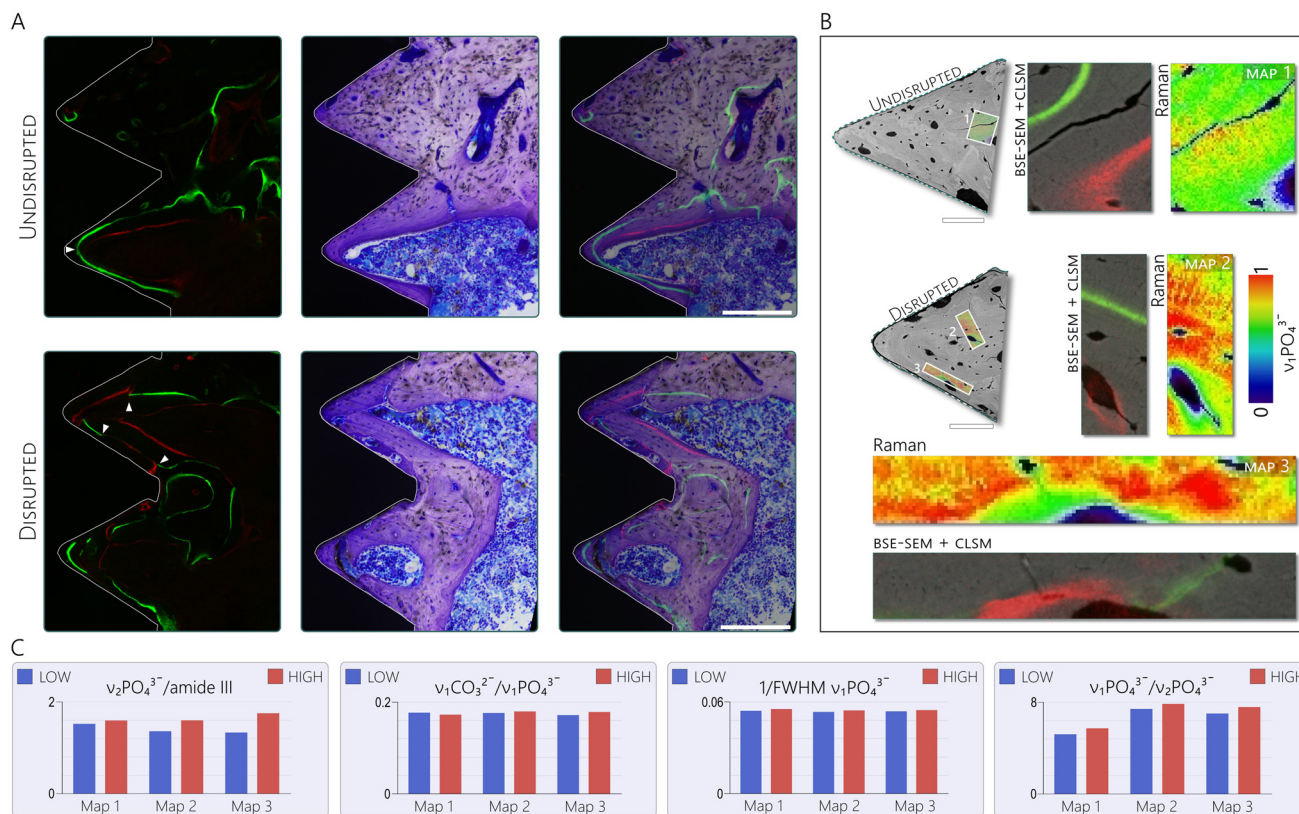 A
B
UNDISRUPTED
DISRUPTED
UNDISRUPTED
1
BSE-SEM +CLSM
Raman
MAP 1
DISRUPTED
2
3
BSE-SEM + CLSM
Raman
MAP 2
1
0
ν₁PO₄³⁻
Raman
MAP 3
BSE-SEM + CLSM
C
LOW
HIGH
ν₂PO₄³⁻/amide III
2
0
Map 1 Map 2 Map 3
LOW
HIGH
ν₁CO₃²⁻/ν₁PO₄³⁻
0.2
0
Map 1 Map 2 Map 3
LOW
HIGH
1/FWHM ν₁PO₄³⁻
0.06
0
Map 1 Map 2 Map 3
LOW
HIGH
ν₁PO₄³⁻/ν₂PO₄³⁻
8
0
Map 1 Map 2 Map 3